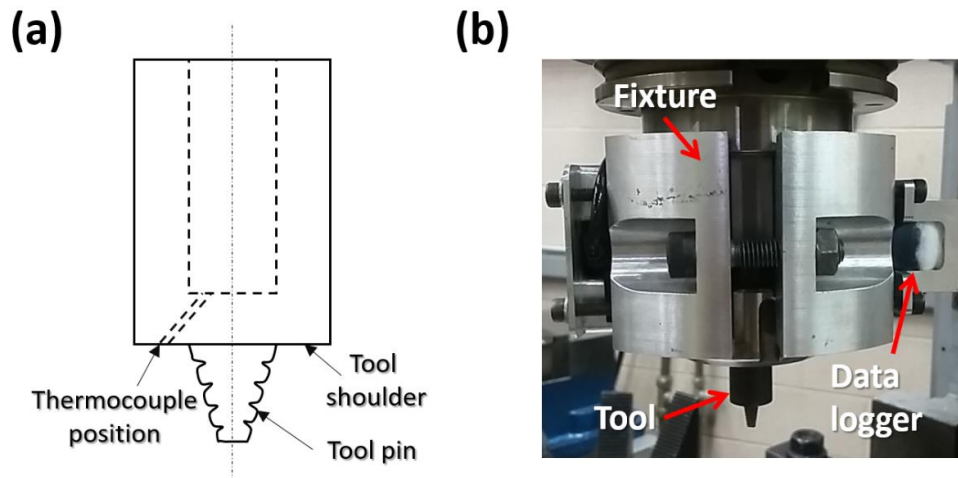 (a)
Thermocouple
position
Tool
shoulder
Tool pin
(b)
Fixture
Tool
Data
logger